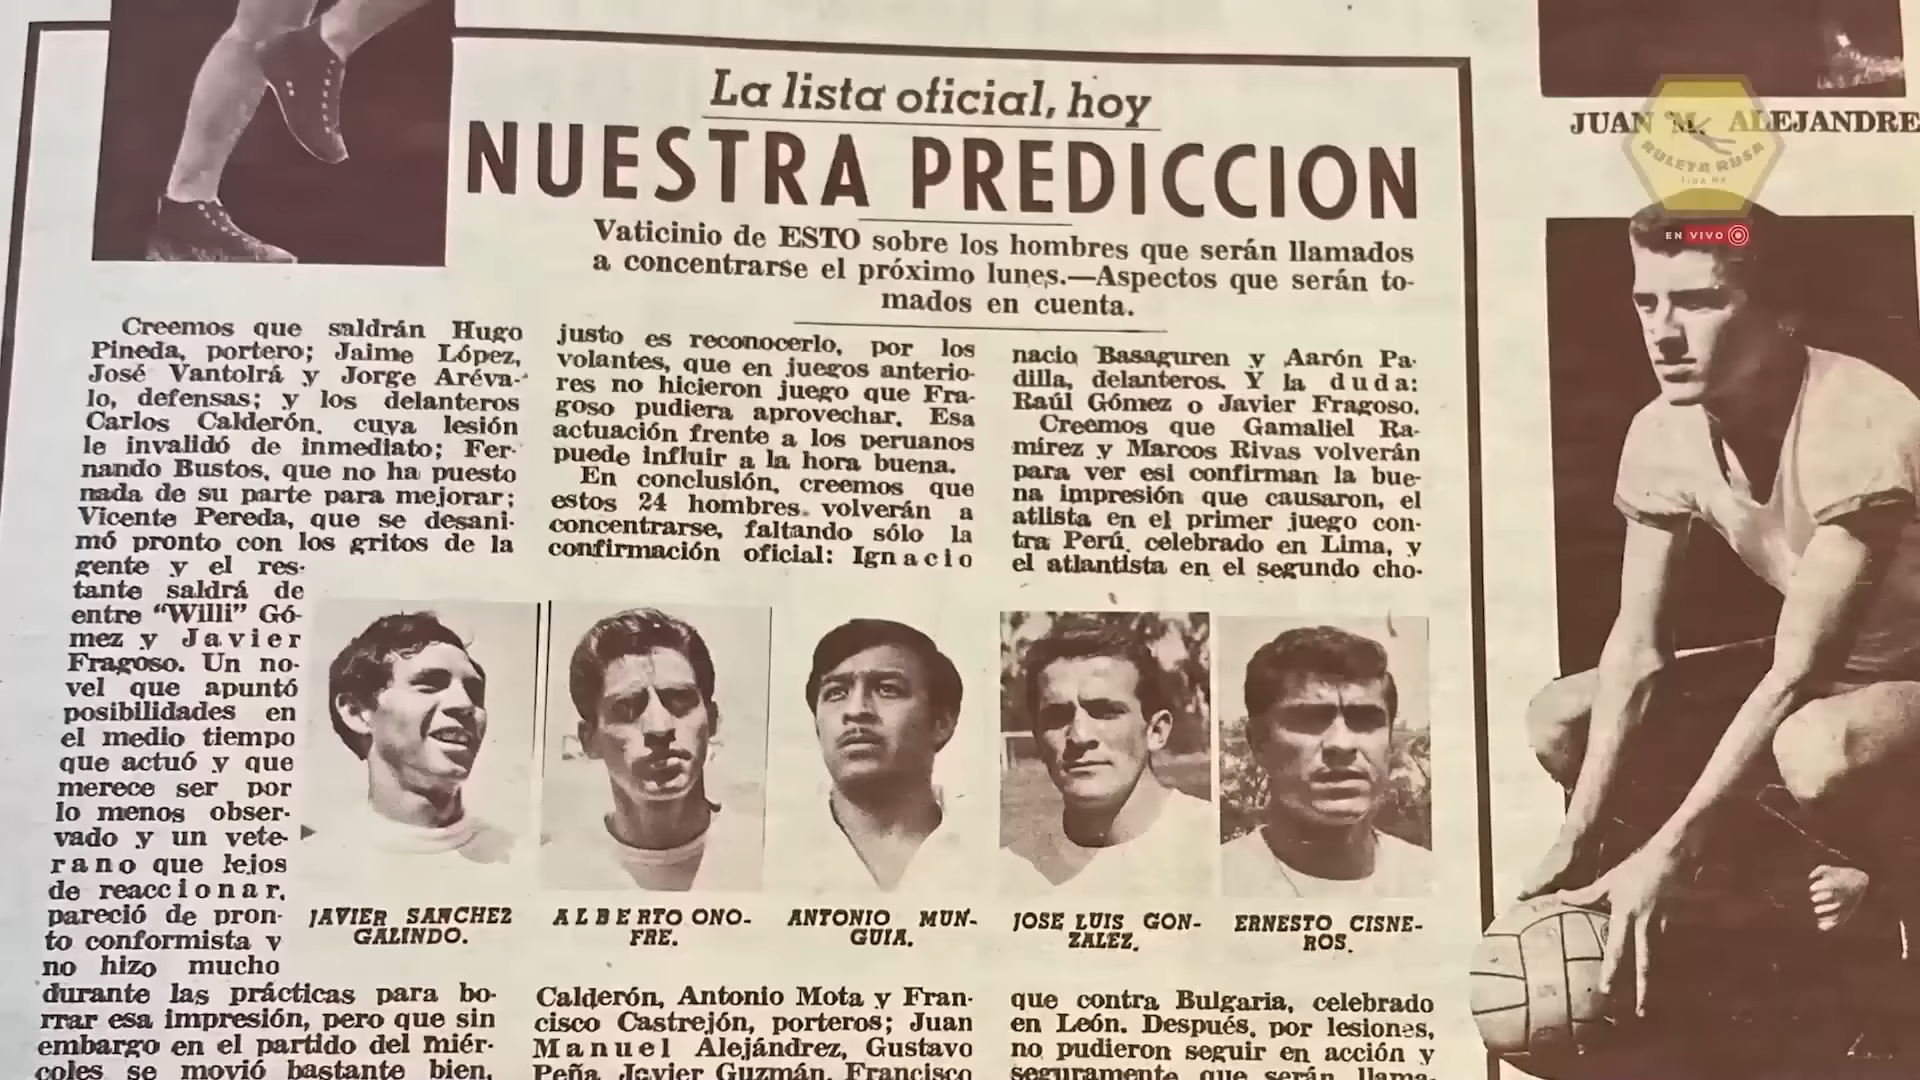 La lista oficial, hoy
NUESTRA PREDICCION
Vaticinio de ESTO sobre los hombres que serán llamados
a concentrarse el próximo lunes.—Aspectos que serán to-
mados en cuenta.
Creemos que saldrán Hugo
Pineda, portero; Jaime López,
José Vantolrá y Jorge Aréva-
lo, defensas; y los delanteros
Carlos Calderón, cuya lesión
le invalidó de inmediato; Fer-
nando Bustos, que no ha puesto
nada de su parte para mejorar;
Vicente Pereda, que se desani-
mó pronto con los gritos de la
gente y el res-
tante saldrá de
entre “Willi” Gó-
mez y Javier
Fragoso. Un no-
vel que apuntó
posibilidades en
el medio tiempo
que actuó y que
merece ser por
lo menos obser-
vado y un vete-
rano que lejos
de reaccionar,
pareció de pron-
to conformista y
no hizo mucho
durante las prácticas para bo-
rrar esa impresión, pero que sin
embargo en el partido del miér-
coles se movió bastante bien,
justo es reconocerlo, por los
volantes, que en juegos anterio-
res no hicieron juego que Fra-
goso pudiera aprovechar. Esa
actuación frente a los peruanos
puede influir a la hora buena.
En conclusión, creemos que
estos 24 hombres volverán a
concentrarse, faltando sólo la
confirmación oficial: Ignacio
Calderón, Antonio Mota y Fran-
cisco Castrejón, porteros; Juan
Manuel Alejándrez, Gustavo
Peña, Javier Guzmán, Francisco
nacio Basaguren y Aarón Pa-
dilla, delanteros. Y la duda:
Raúl Gómez o Javier Fragoso.
Creemos que Gamaliel Ra-
mírez y Marcos Rivas volverán
para ver esi confirman la bue-
na impresión que causaron, el
atlista en el primer juego con-
tra Perú, celebrado en Lima, y
el atlantista en el segundo cho-
que contra Bulgaria, celebrado
en León. Después, por lesiones,
no pudieron seguir en acción y
seguramente que serán llama-
JAVIER SANCHEZ
GALINDO.
ALBERTO ONO-
FRE.
ANTONIO MUN-
GUIA.
JOSE LUIS GON-
ZALEZ.
ERNESTO CISNE-
ROS.
JUAN M. ALEJANDRE
RULETA RUSA
EN VIVO